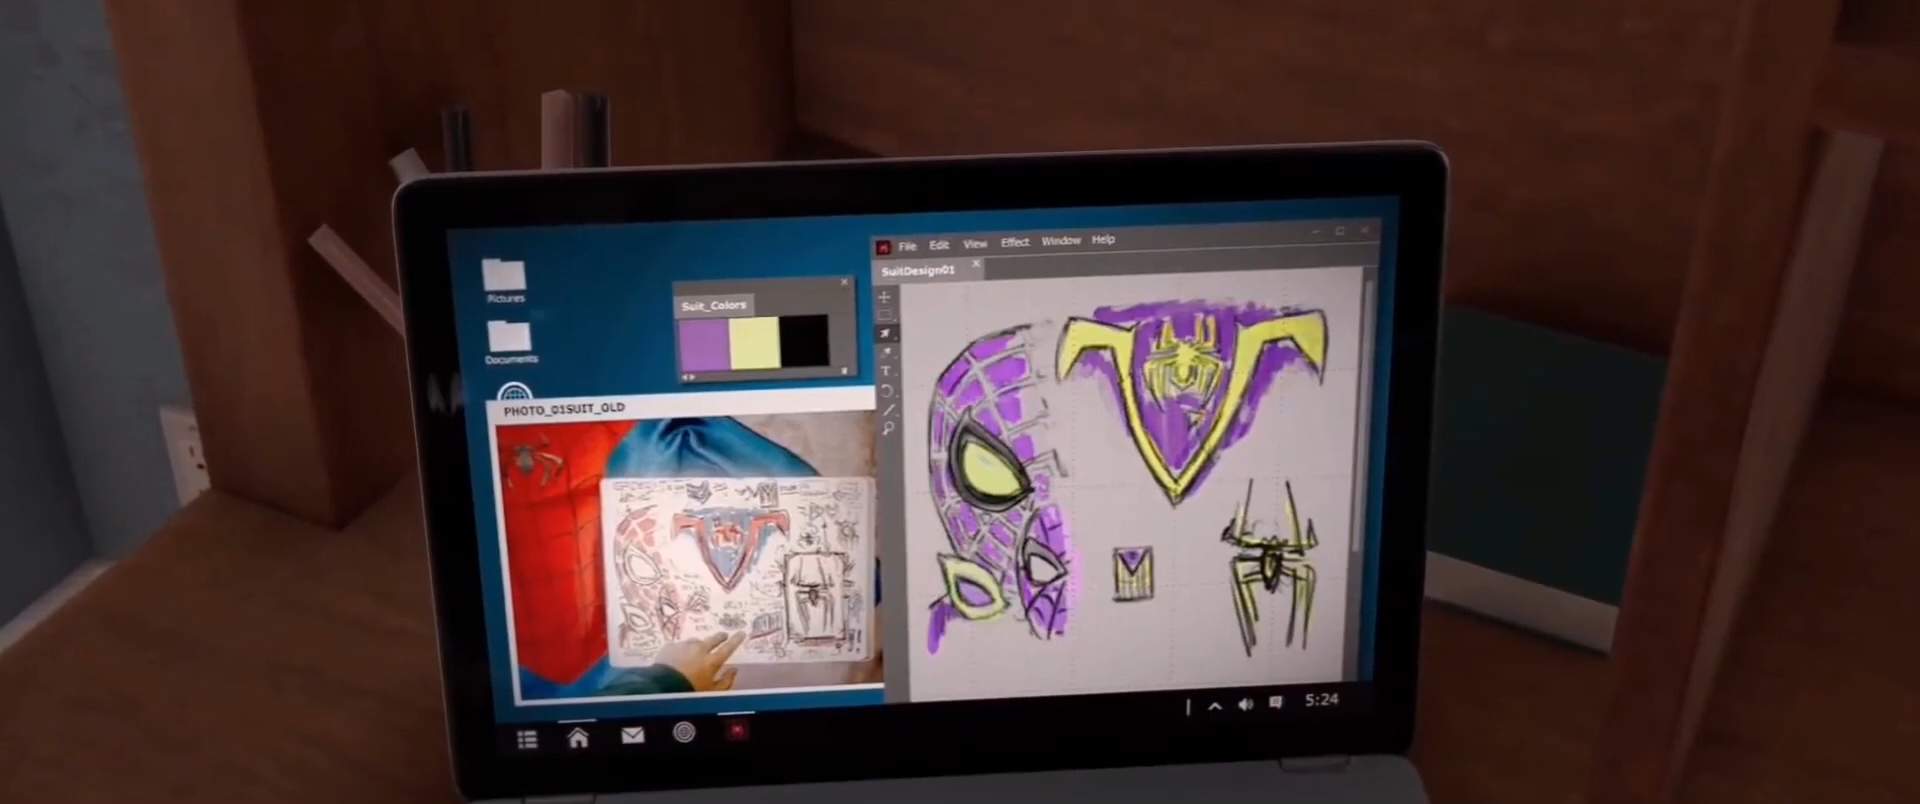 File Edit View Effect Window Help
SuitDesign01
Pictures
Suit_Colors
Documents
PHOTO_01SUIT_OLD
5:24